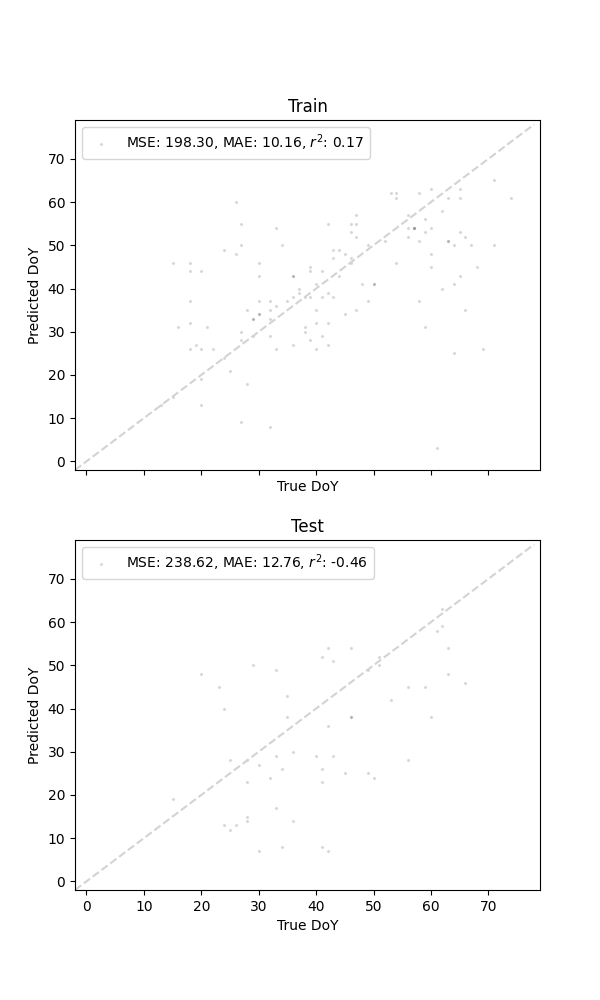 Train
MSE: 198.30, MAE: 10.16, r²: 0.17
70
60
50
40
30
20
10
0
Predicted DoY
True DoY
Test
MSE: 238.62, MAE: 12.76, r²: -0.46
70
60
50
40
30
20
10
0
Predicted DoY
0 10 20 30 40 50 60 70
True DoY